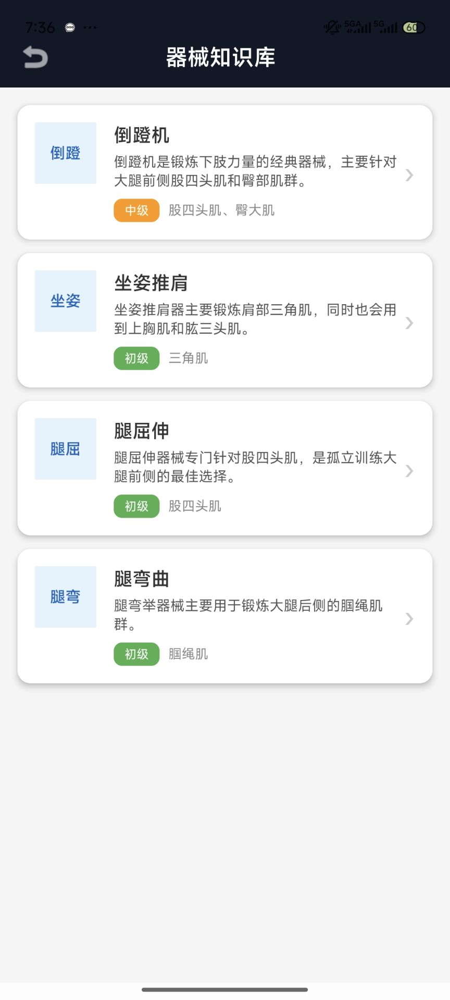 7:36
5GA 5G 60
器械知识库
倒蹬
倒蹬机
倒蹬机是锻炼下肢力量的经典器械，主要针对
大腿前侧股四头肌和臀部肌群。
中级 股四头肌、臀大肌
坐姿
坐姿推肩
坐姿推肩器主要锻炼肩部三角肌，同时也会用
到上胸肌和肱三头肌。
初级 三角肌
腿屈
腿屈伸
腿屈伸器械专门针对股四头肌，是孤立训练大
腿前侧的最佳选择。
初级 股四头肌
腿弯
腿弯曲
腿弯举器械主要用于锻炼大腿后侧的腘绳肌
群。
初级 腘绳肌